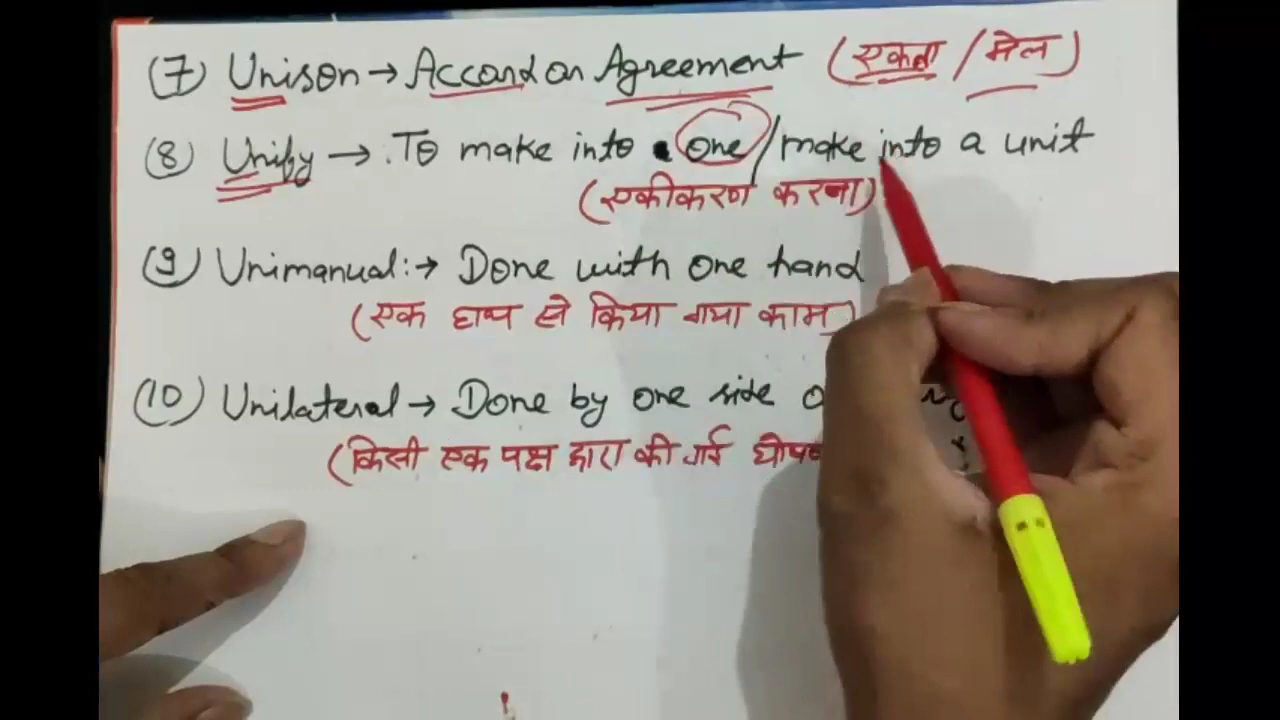 (7) Unison → Accord or Agreement (एकता / मेल)
(8) Unify → .To make into one / make into a unit
(एकीकरण करना)
(9) Unimanual:→ Done with one hand
(एक हाथ से किया गया काम)
(10) Unilateral → Done by one side
(किसी एक पक्ष द्वारा की गई